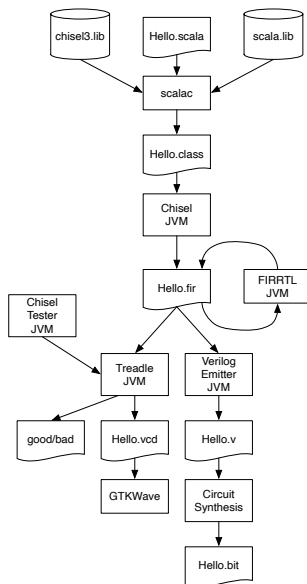 chisel3.lib
Hello.scala
scala.lib
scalac
Hello.class
Chisel
JVM
Hello.fir
FIRRTL
JVM
Chisel
Tester
JVM
Treadle
JVM
Verilog
Emitter
JVM
good/bad
Hello.vcd
Hello.v
GTKWave
Circuit
Synthesis
Hello.bit